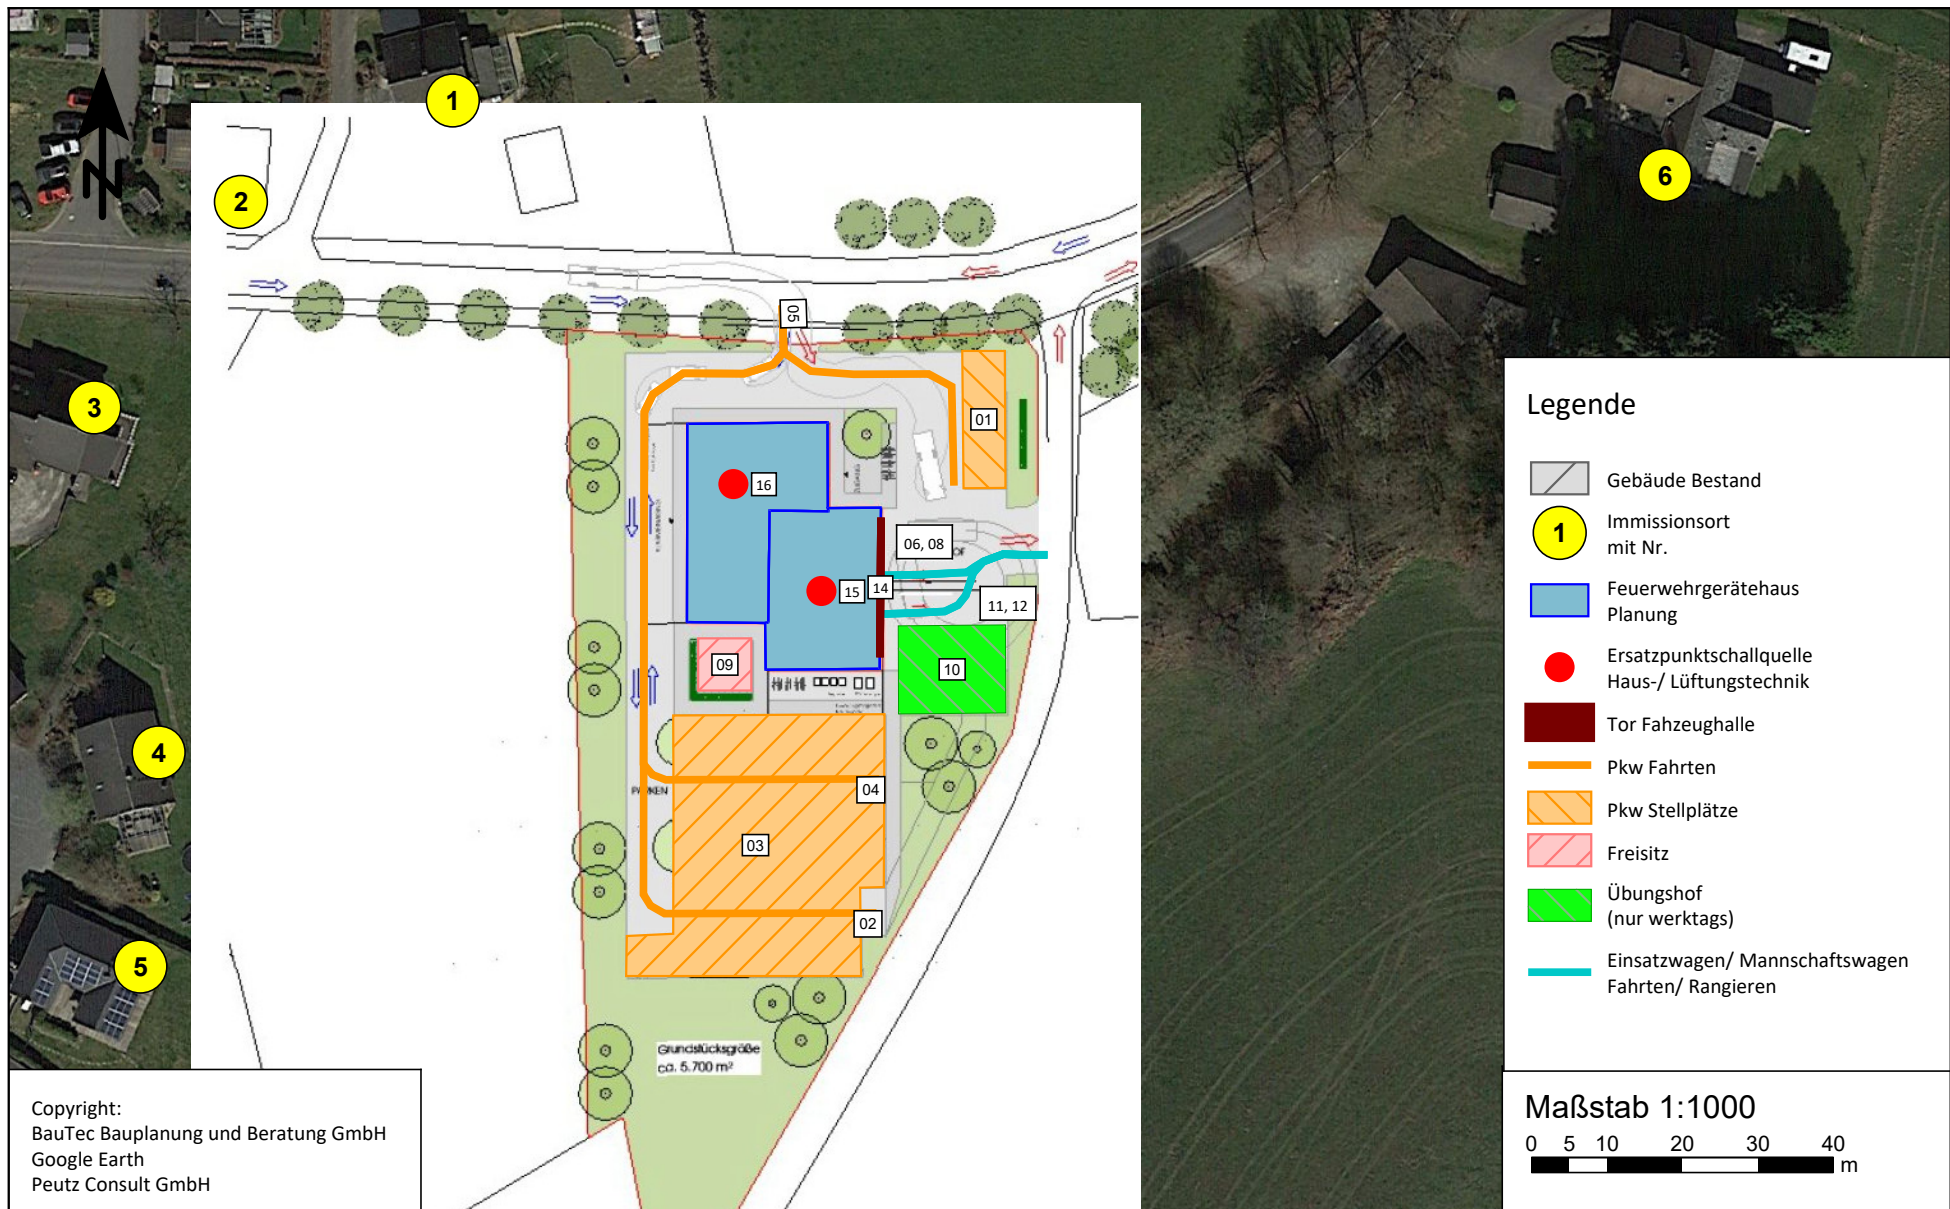 N
1
2
3
4
5
6
05
01
16
06, 08
OF
15
14
11, 12
09
10
04
PARKEN
03
02
Grundstücksgröße
ca. 5.700 m²
Legende
Gebäude Bestand
1
Immissionsort
mit Nr.
Feuerwehrgerätehaus
Planung
Ersatzpunktschallquelle
Haus-/ Lüftungstechnik
Tor Fahrzeughalle
Pkw Fahrten
Pkw Stellplätze
Freisitz
Übungshof
(nur werktags)
Einsatzwagen/ Mannschaftswagen
Fahrten/ Rangieren
Maßstab 1:1000
0 5 10 20 30 40
m
Copyright:
BauTec Bauplanung und Beratung GmbH
Google Earth
Peutz Consult GmbH